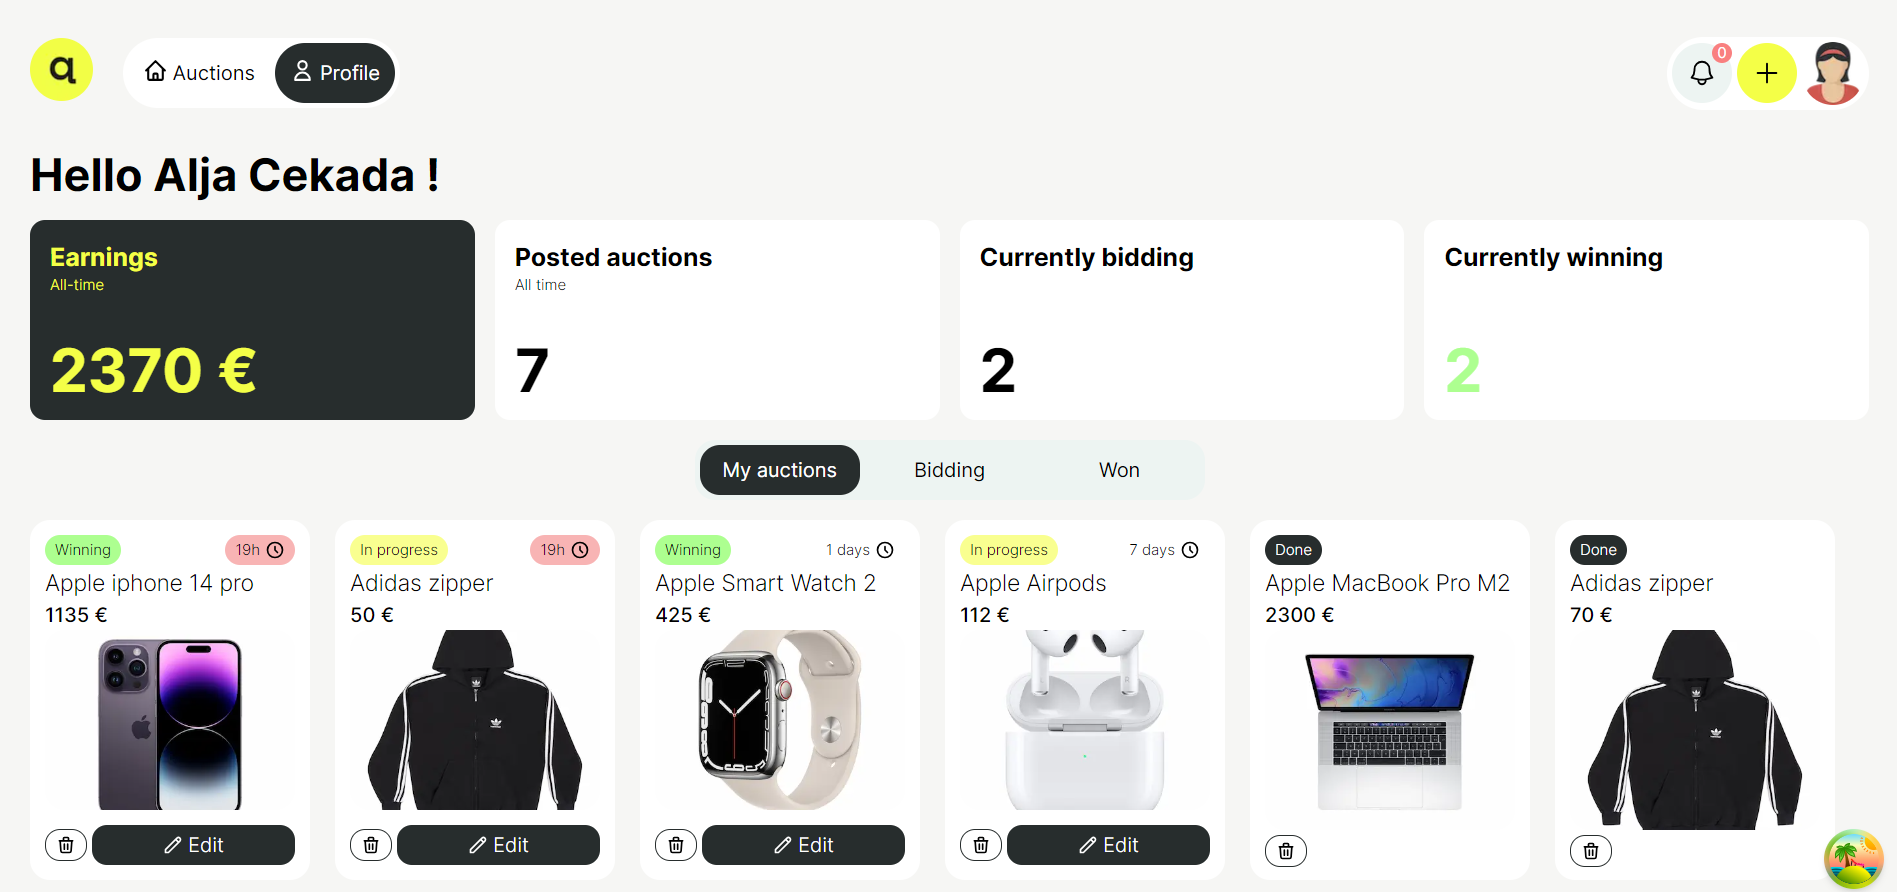 a
Auctions
Profile
0
Hello Alja Cekada !
Earnings
All-time
2370 €
Posted auctions
All time
7
Currently bidding
2
Currently winning
2
My auctions
Bidding
Won
Winning
19h
Apple iphone 14 pro
1135 €
Edit
In progress
19h
Adidas zipper
50 €
Edit
Winning
1 days
Apple Smart Watch 2
425 €
Edit
In progress
7 days
Apple Airpods
112 €
Edit
Done
Apple MacBook Pro M2
2300 €
Done
Adidas zipper
70 €